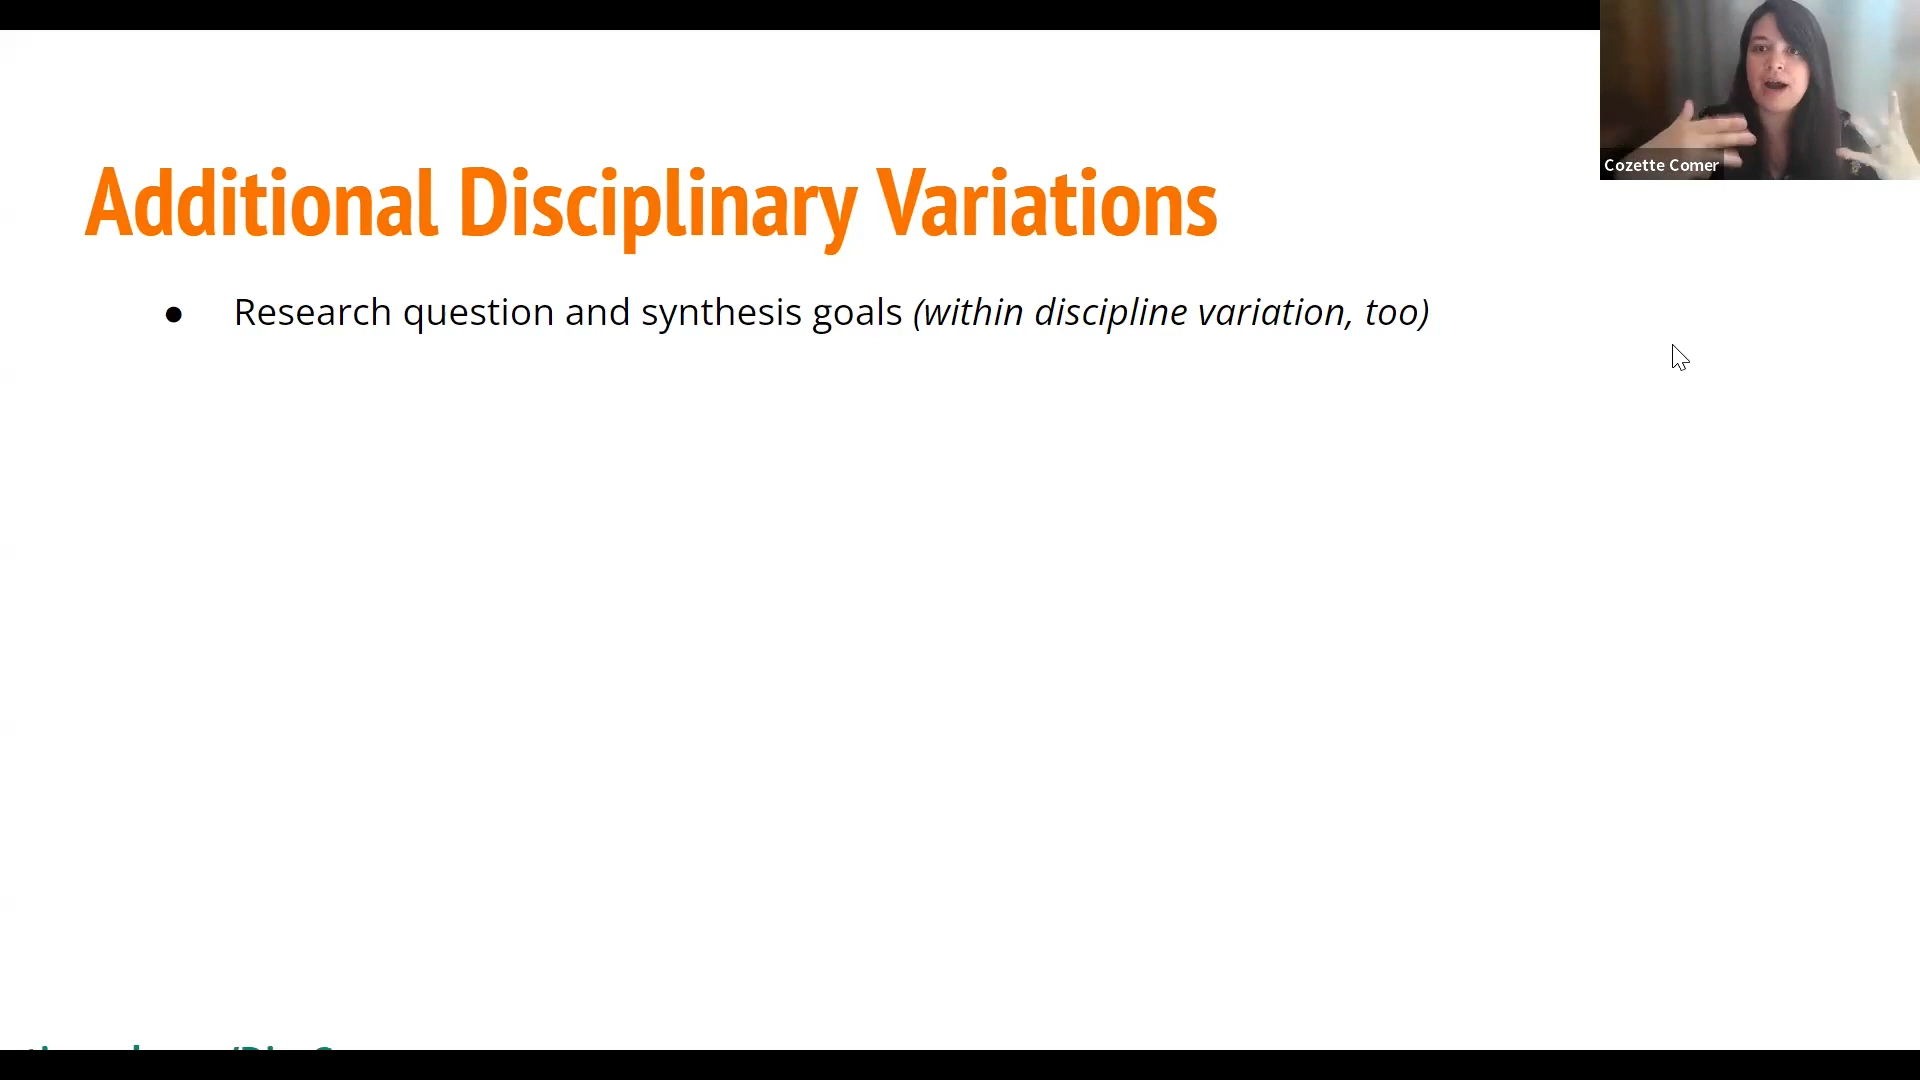 Cozette Comer
Additional Disciplinary Variations
● Research question and synthesis goals (within discipline variation, too)